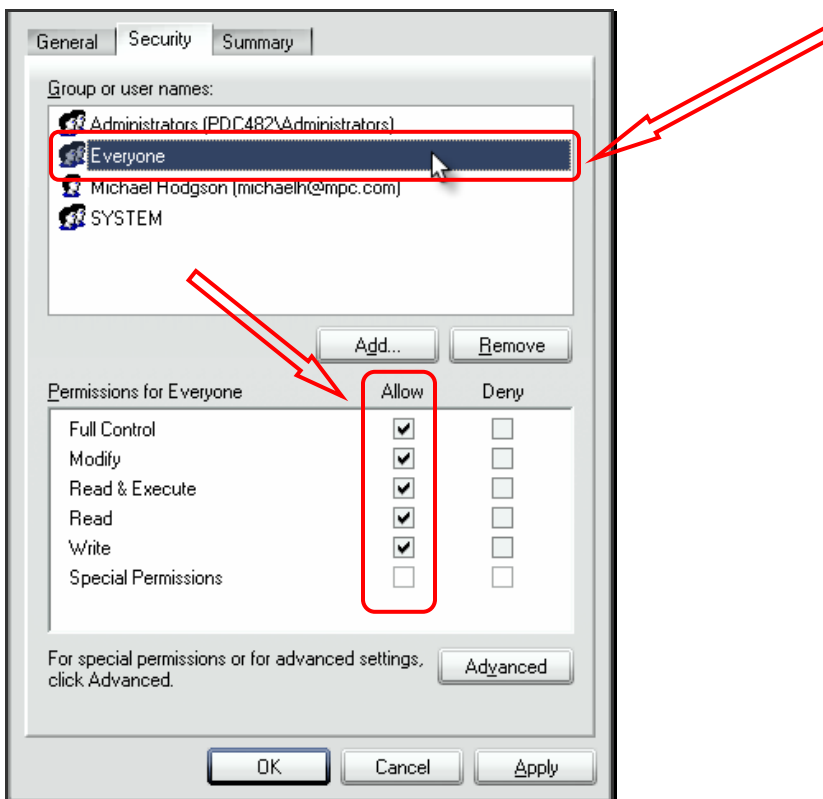 General Security Summary
Group or user names:
Administrators (PDC482\Administrators)
Everyone
Michael Hodgson (michaelh@mpc.com)
SYSTEM
Add... Remove
Permissions for Everyone Allow Deny
Full Control
Modify
Read & Execute
Read
Write
Special Permissions
For special permissions or for advanced settings,
click Advanced.
Advanced
OK Cancel Apply